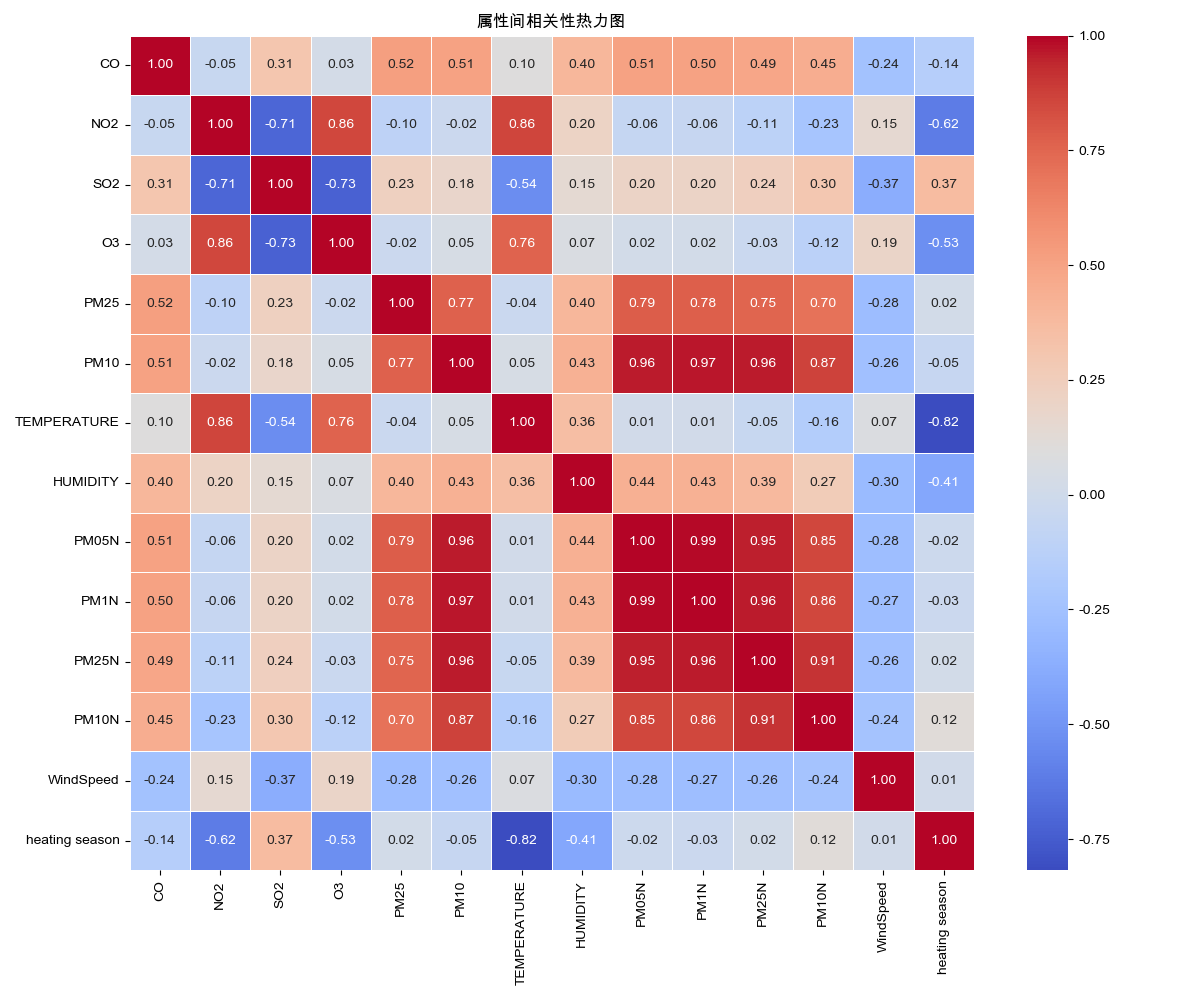 属性间相关性热力图
CO 1.00 -0.05 0.31 0.03 0.52 0.51 0.10 0.40 0.51 0.50 0.49 0.45 -0.24 -0.14
NO2 -0.05 1.00 -0.71 0.86 -0.10 -0.02 0.86 0.20 -0.06 -0.06 -0.11 -0.23 0.15 -0.62
SO2 0.31 -0.71 1.00 -0.73 0.23 0.18 -0.54 0.15 0.20 0.20 0.24 0.30 -0.37 0.37
O3 0.03 0.86 -0.73 1.00 -0.02 0.05 0.76 0.07 0.02 0.02 -0.03 -0.12 0.19 -0.53
PM25 0.52 -0.10 0.23 -0.02 1.00 0.77 -0.04 0.40 0.79 0.78 0.75 0.70 -0.28 0.02
PM10 0.51 -0.02 0.18 0.05 0.77 1.00 0.05 0.43 0.96 0.97 0.96 0.87 -0.26 -0.05
TEMPERATURE 0.10 0.86 -0.54 0.76 -0.04 0.05 1.00 0.36 0.01 0.01 -0.05 -0.16 0.07 -0.82
HUMIDITY 0.40 0.20 0.15 0.07 0.40 0.43 0.36 1.00 0.44 0.43 0.39 0.27 -0.30 -0.41
PM05N 0.51 -0.06 0.20 0.02 0.79 0.96 0.01 0.44 1.00 0.99 0.95 0.85 -0.28 -0.02
PM1N 0.50 -0.06 0.20 0.02 0.78 0.97 0.01 0.43 0.99 1.00 0.96 0.86 -0.27 -0.03
PM25N 0.49 -0.11 0.24 -0.03 0.75 0.96 -0.05 0.39 0.95 0.96 1.00 0.91 -0.26 0.02
PM10N 0.45 -0.23 0.30 -0.12 0.70 0.87 -0.16 0.27 0.85 0.86 0.91 1.00 -0.24 0.12
WindSpeed -0.24 0.15 -0.37 0.19 -0.28 -0.26 0.07 -0.30 -0.28 -0.27 -0.26 -0.24 1.00 0.01
heating season -0.14 -0.62 0.37 -0.53 0.02 -0.05 -0.82 -0.41 -0.02 -0.03 0.02 0.12 0.01 1.00
CO NO2 SO2 O3 PM25 PM10 TEMPERATURE HUMIDITY PM05N PM1N PM25N PM10N WindSpeed heating season
1.00
0.75
0.50
0.25
0.00
-0.25
-0.50
-0.75